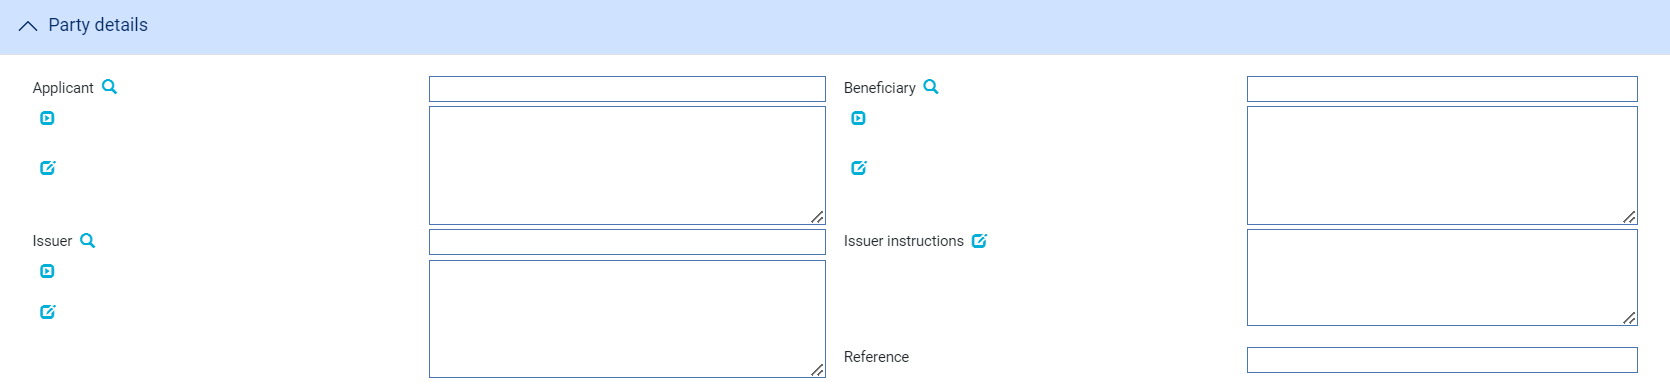 Party details
Applicant
Beneficiary
Issuer
Issuer instructions
Reference